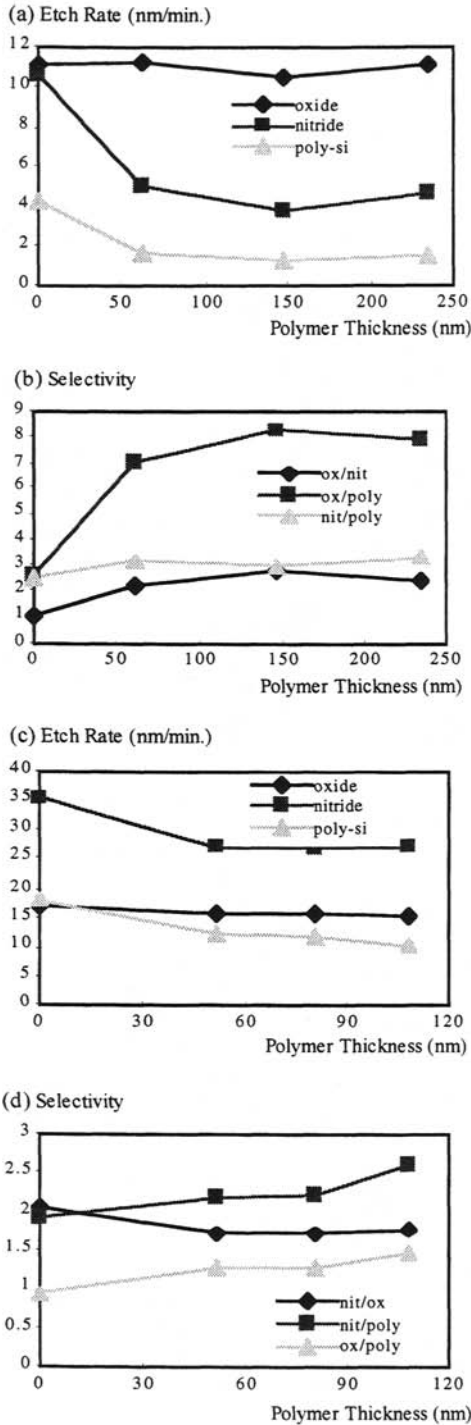 (a) Etch Rate (nm/min.)
12
10
8
6
4
2
0
oxide
nitride
poly-si
0 50 100 150 200 250
Polymer Thickness (nm)
(b) Selectivity
9
8
7
6
5
4
3
2
1
0
ox/nit
ox/poly
nit/poly
0 50 100 150 200 250
Polymer Thickness (nm)
(c) Etch Rate (nm/min.)
40
35
30
25
20
15
10
5
0
oxide
nitride
poly-si
0 30 60 90 120
Polymer Thickness (nm)
(d) Selectivity
3
2.5
2
1.5
1
0.5
0
nit/ox
nit/poly
ox/poly
0 30 60 90 120
Polymer Thickness (nm)